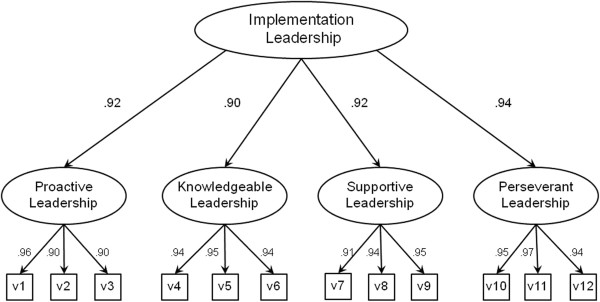 Implementation
Leadership
.92 .90 .92 .94
Proactive
Leadership
Knowledgeable
Leadership
Supportive
Leadership
Perseverant
Leadership
.96 .90 .90 .94 .95 .94 .91 .94 .95 .95 .97 .94
v1 v2 v3 v4 v5 v6 v7 v8 v9 v10 v11 v12